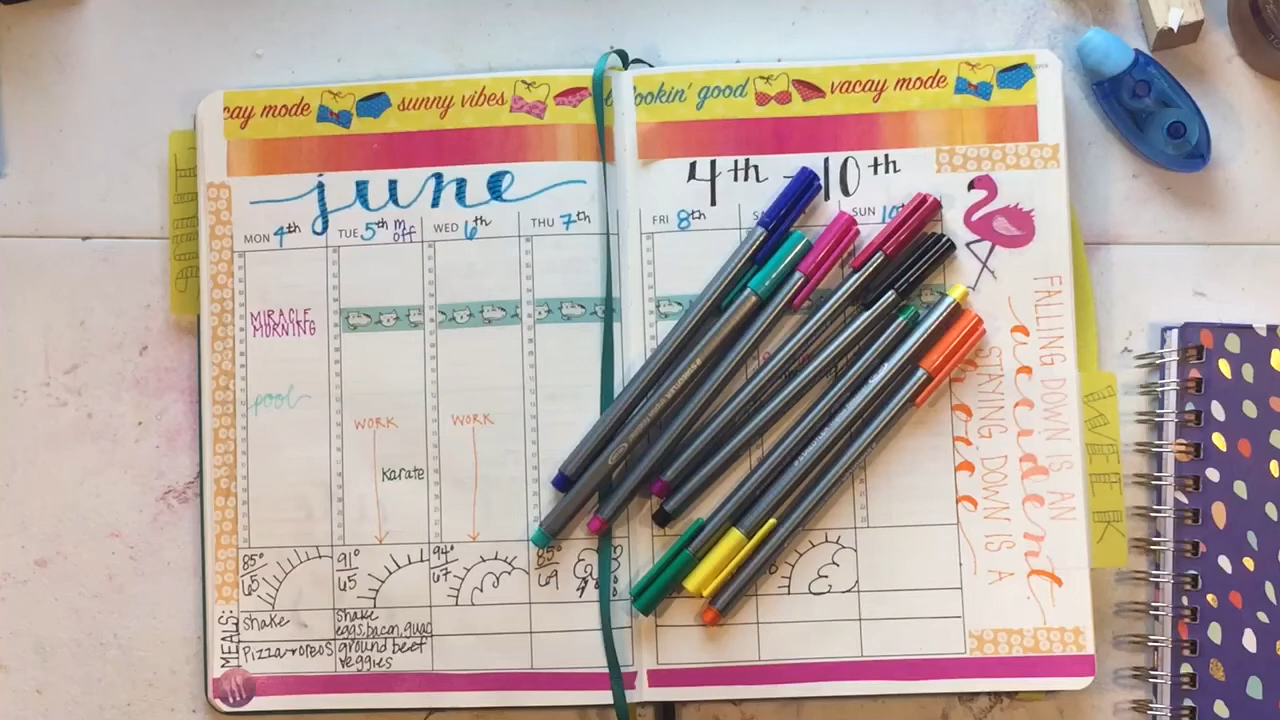 cay mode sunny vibes lookin' good vacay mode
june
4th - 10th
MON 4th
TUE 5th m off
WED 6th
THU 7th
FRI 8th
SUN 10th
MIRACLE MORNING
pool
WORK
Karate
WORK
85°
65
91°
65
94°
67
85°
69
MEALS:
shake
shake
eggs, bacon, guac
Pizza + oreos
ground beef
veggies
FALLING DOWN IS AN
accident
STAYING DOWN IS A
choice
WEEK